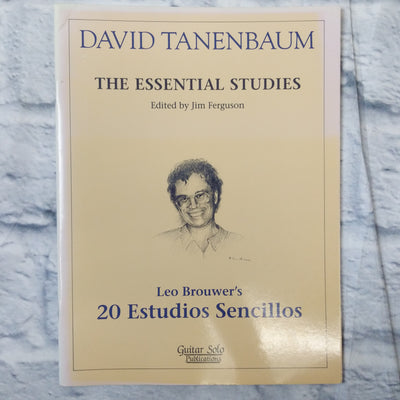 DAVID TANENBAUM
THE ESSENTIAL STUDIES
Edited by Jim Ferguson
Leo Brouwer's
20 Estudios Sencillos
Guitar Solo
Publications